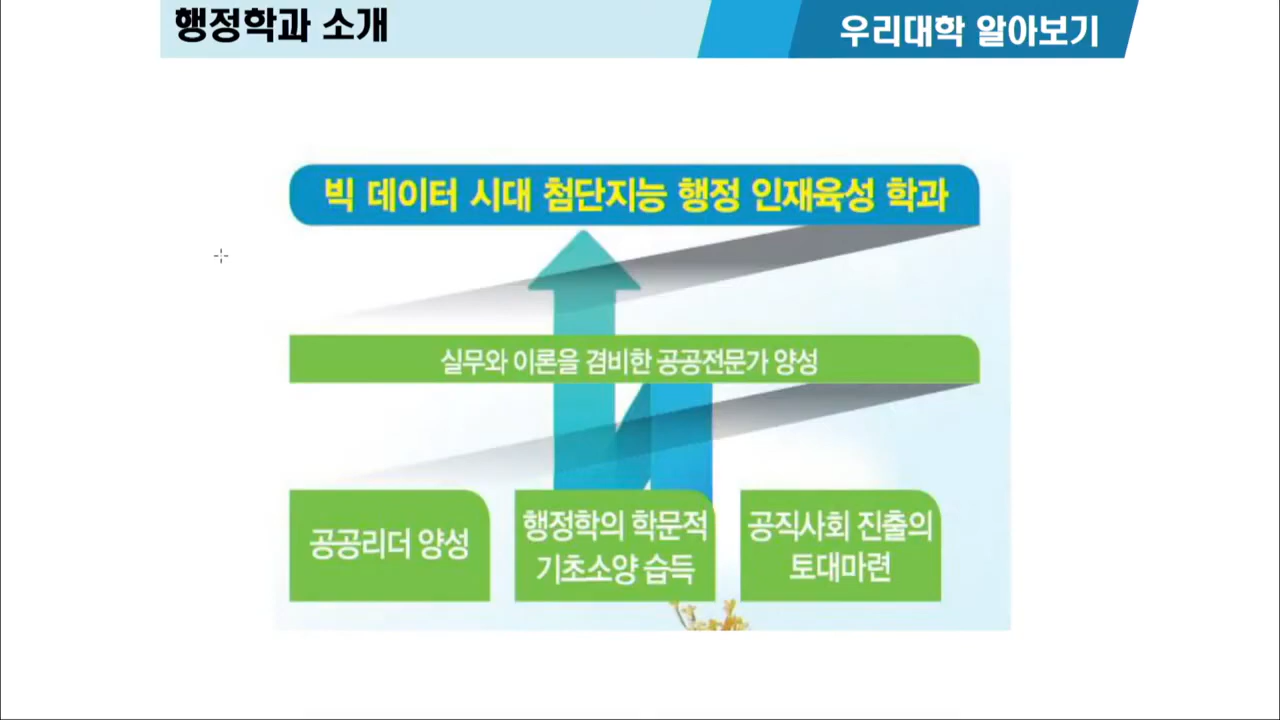 행정학과 소개
우리대학 알아보기
빅 데이터 시대 첨단지능 행정 인재육성 학과
실무와 이론을 겸비한 공공전문가 양성
공공리더 양성
행정학의 학문적
기초소양 습득
공직사회 진출의
토대마련